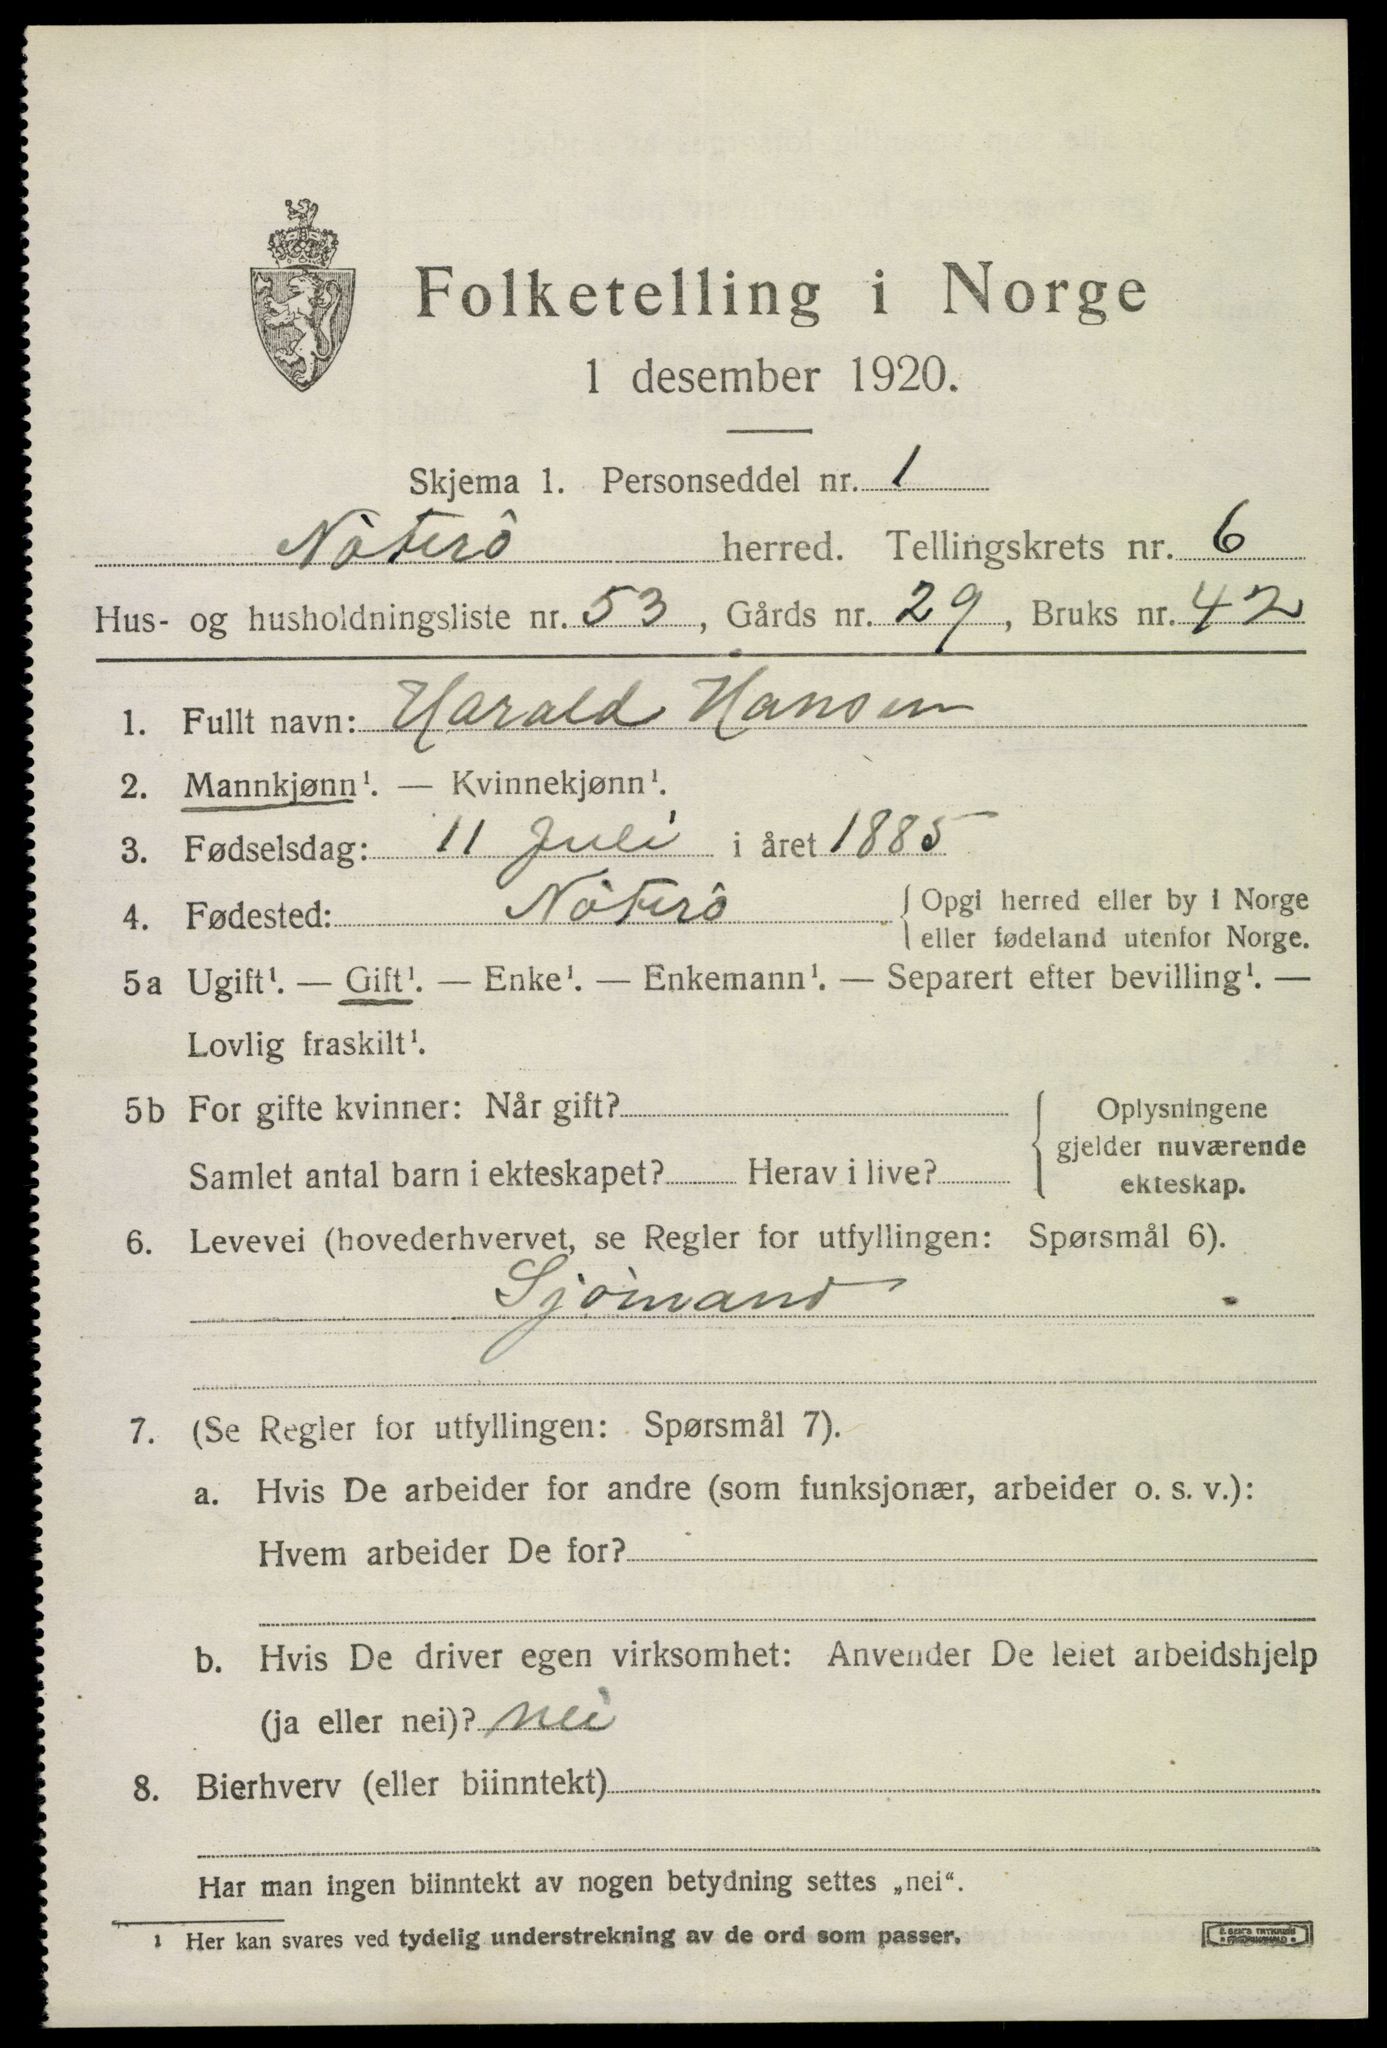 Folketelling i Norge
1 desember 1920.
Skjema 1. Personseddel nr. 1
Nøterö herred. Tellingskrets nr. 6
Hus- og husholdningsliste nr. 53, Gårds nr. 29, Bruks nr. 42
1. Fullt navn: Harald Hansen
2. Mannkjønn¹. — Kvinnekjønn¹.
3. Fødselsdag: 11 Juli i året 1885
4. Fødested: Nøterö { Opgi herred eller by i Norge
eller fødeland utenfor Norge.
5a Ugift¹. — Gift¹. — Enke¹. — Enkemann¹. — Separert efter bevilling¹. —
Lovlig fraskilt¹.
5b For gifte kvinner: Når gift? { Oplysningene
gjelder nuværende
Samlet antal barn i ekteskapet? Herav i live? ekteskap.
6. Levevei (hovederhvervet, se Regler for utfyllingen: Spørsmål 6).
Sjömand
7. (Se Regler for utfyllingen: Spørsmål 7).
a. Hvis De arbeider for andre (som funksjonær, arbeider o. s. v.):
Hvem arbeider De for?
b. Hvis De driver egen virksomhet: Anvender De leiet arbeidshjelp
(ja eller nei)? nei
8. Bierhverv (eller biinntekt)
Har man ingen biinntekt av nogen betydning settes „nei“.
¹ Her kan svares ved tydelig understrekning av de ord som passer.